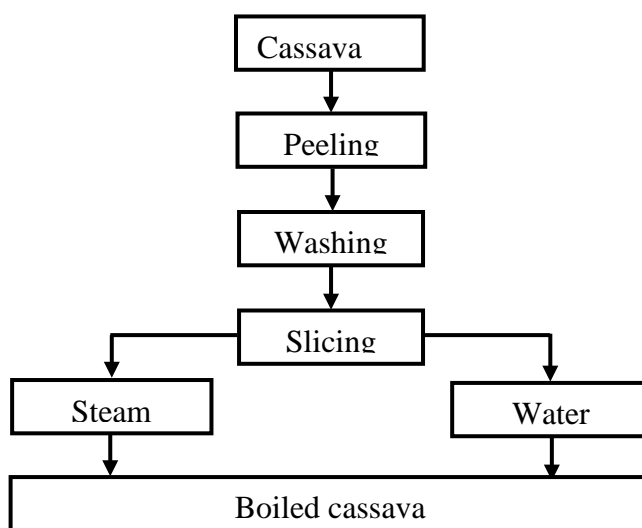 Cassava
Peeling
Washing
Slicing
Steam
Water
Boiled cassava